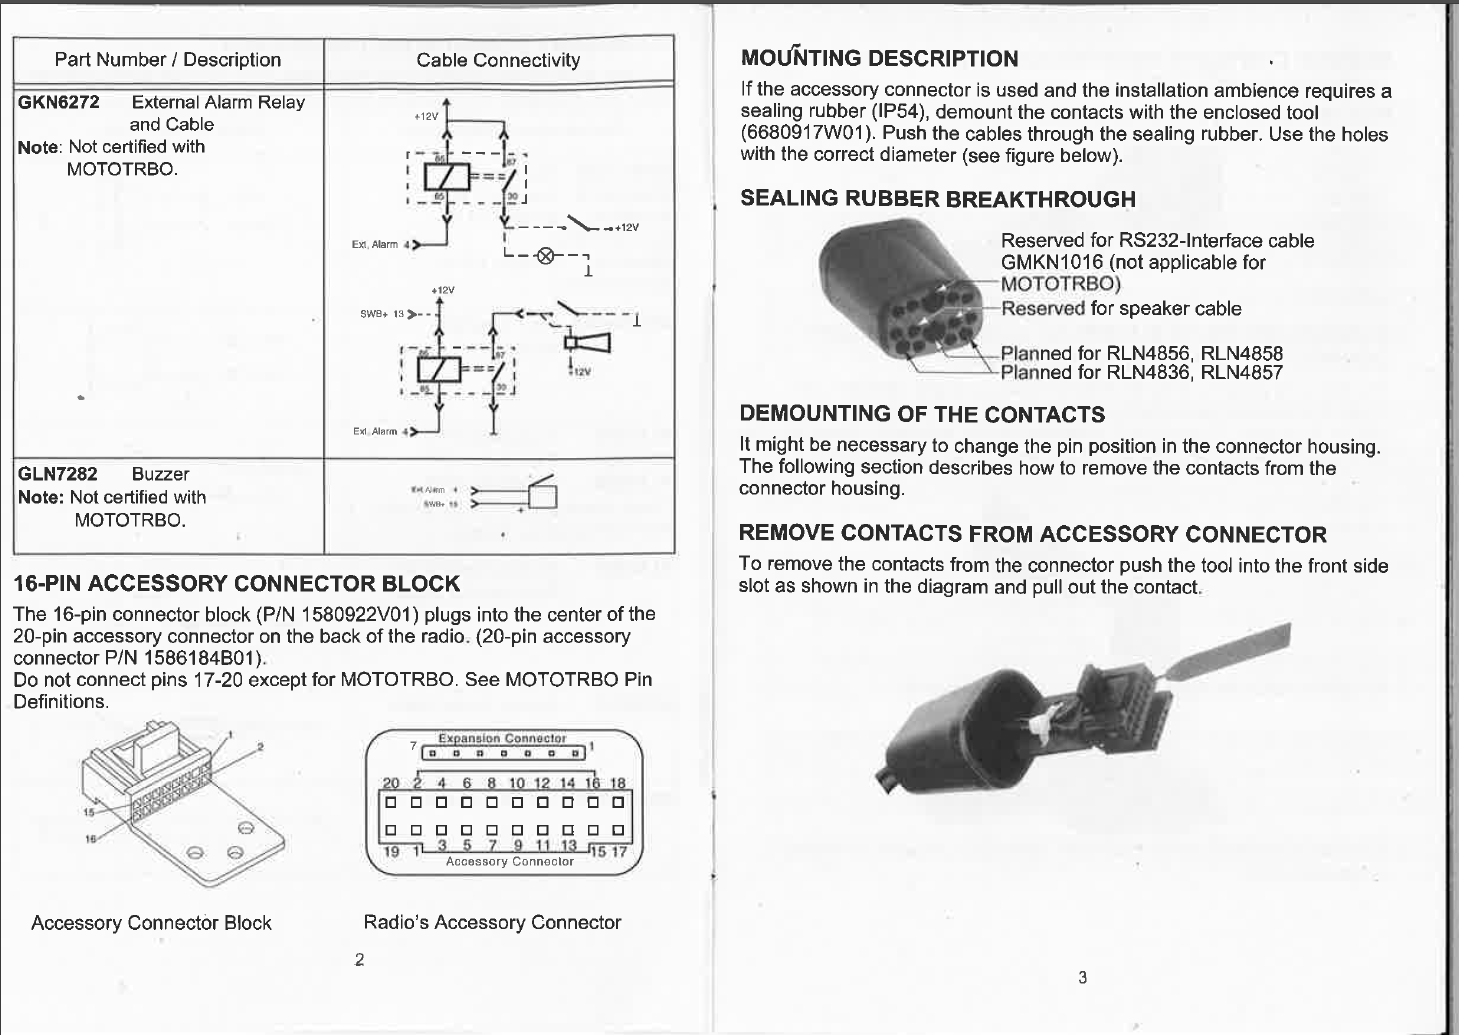 Part Number / Description
Cable Connectivity
GKN6272 External Alarm Relay
and Cable
Note: Not certified with
MOTOTRBO.
+12V
86
87
85
30
Ext. Alarm 4
+12V
+12V
SWB+ 13
86
87
+12V
85
30
Ext. Alarm 4
GLN7282 Buzzer
Note: Not certified with
MOTOTRBO.
Ext.Alarm 4
SWB+ 13
+
16-PIN ACCESSORY CONNECTOR BLOCK
The 16-pin connector block (P/N 1580922V01) plugs into the center of the
20-pin accessory connector on the back of the radio. (20-pin accessory
connector P/N 1586184B01).
Do not connect pins 17-20 except for MOTOTRBO. See MOTOTRBO Pin
Definitions.
1
2
15
16
Accessory Connector Block
Expansion Connector
7 1
20 2 4 6 8 10 12 14 16 18
19 1 3 5 7 9 11 13 15 17
Accessory Connector
Radio's Accessory Connector
2
MOUNTING DESCRIPTION
If the accessory connector is used and the installation ambience requires a
sealing rubber (IP54), demount the contacts with the enclosed tool
(6680917W01). Push the cables through the sealing rubber. Use the holes
with the correct diameter (see figure below).
SEALING RUBBER BREAKTHROUGH
Reserved for RS232-Interface cable
GMKN1016 (not applicable for
MOTOTRBO)
Reserved for speaker cable
Planned for RLN4856, RLN4858
Planned for RLN4836, RLN4857
DEMOUNTING OF THE CONTACTS
It might be necessary to change the pin position in the connector housing.
The following section describes how to remove the contacts from the
connector housing.
REMOVE CONTACTS FROM ACCESSORY CONNECTOR
To remove the contacts from the connector push the tool into the front side
slot as shown in the diagram and pull out the contact.
3